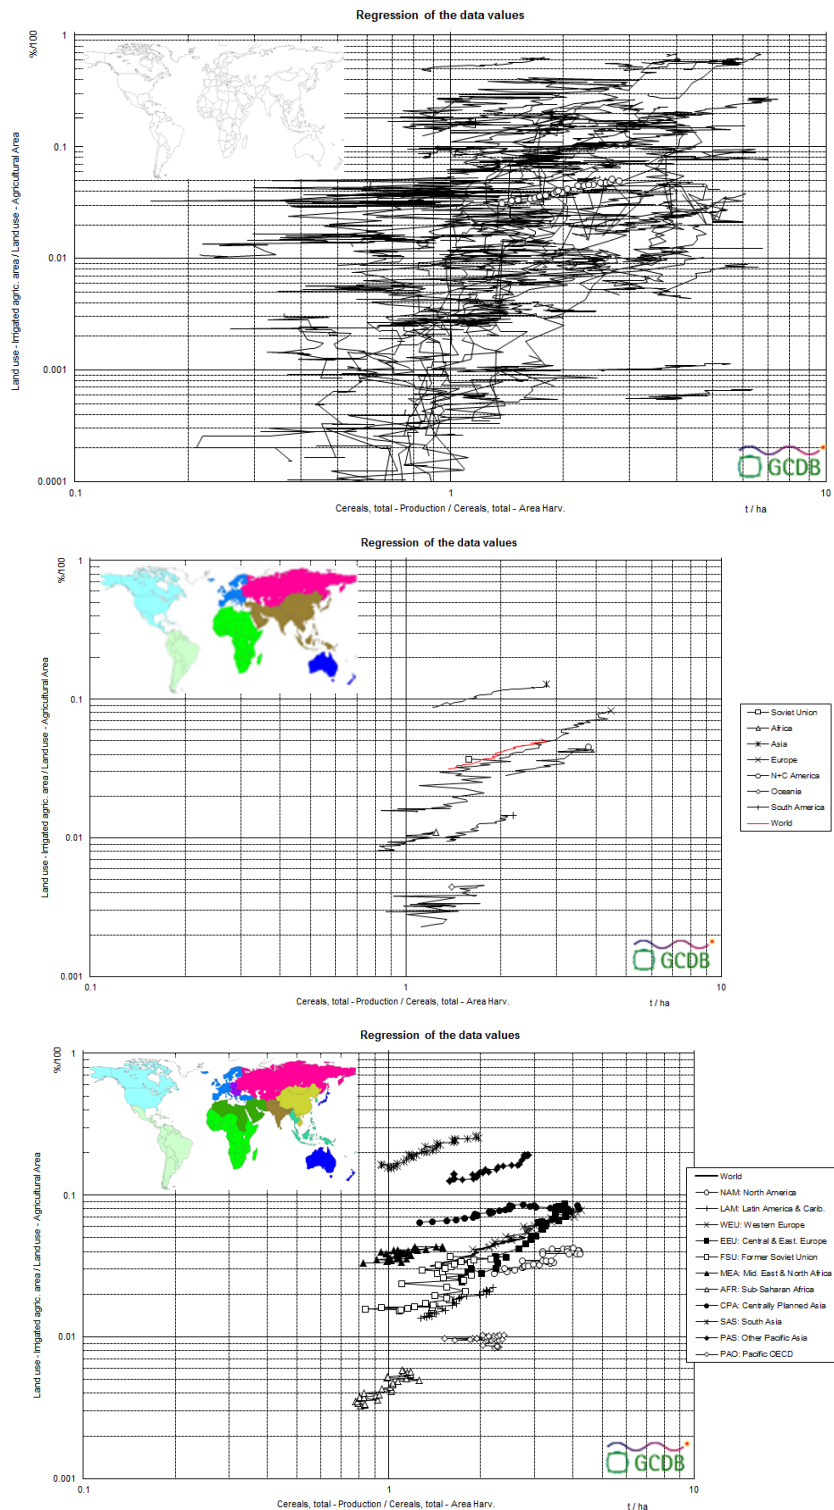 Regression of the data values
%/100
1
0.1
0.01
0.001
0.0001
Land use - Irrigated agric. area / Land use - Agricultural Area
0.1
1
10
Cereals, total - Production / Cereals, total - Area Harv.
t / ha
GCDB
Regression of the data values
%/100
1
0.1
0.01
0.001
Land use - Irrigated agric. area / Land use - Agricultural Area
0.1
1
10
Cereals, total - Production / Cereals, total - Area Harv.
t / ha
GCDB
Soviet Union
Africa
Asia
Europe
N+C America
Oceania
South America
World
Regression of the data values
%/100
1
0.1
0.01
0.001
Land use - Irrigated agric. area / Land use - Agricultural Area
0.1
1
10
Cereals, total - Production / Cereals, total - Area Harv.
t / ha
GCDB
World
NAM: North America
LAM: Latin America & Carib.
WEU: Western Europe
EEU: Central & East. Europe
FSU: Former Soviet Union
MEA: Mid. East & North Africa
AFR: Sub-Saharan Africa
CPA: Centrally Planned Asia
SAS: South Asia
PAS: Other Pacific Asia
PAO: Pacific OECD